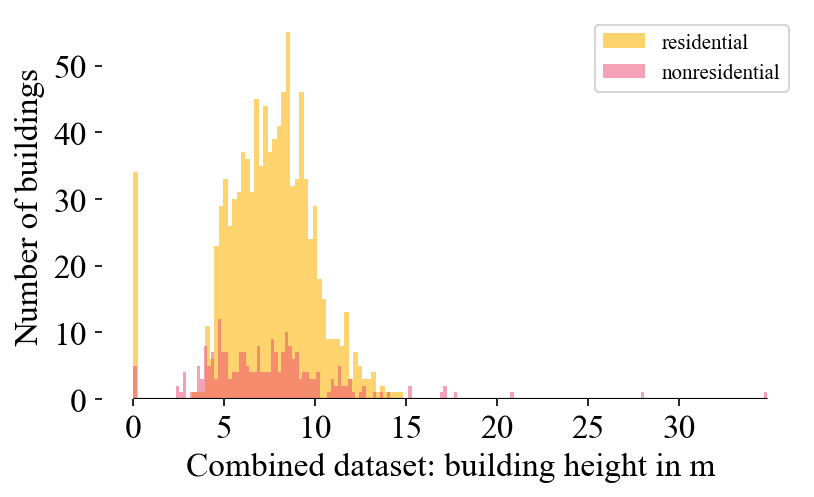 residential
nonresidential
Number of buildings
50
40
30
20
10
0
0 5 10 15 20 25 30
Combined dataset: building height in m